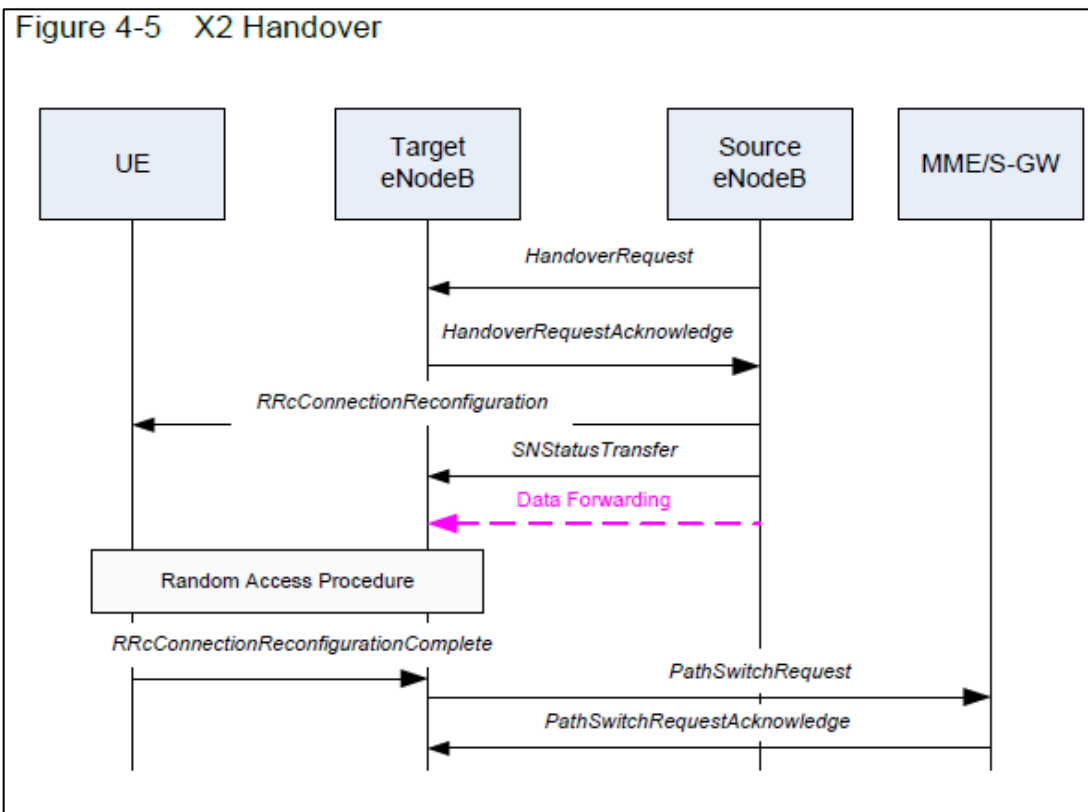 Figure 4-5 X2 Handover
UE
Target
eNodeB
Source
eNodeB
MME/S-GW
HandoverRequest
HandoverRequestAcknowledge
RRcConnectionReconfiguration
SNStatusTransfer
Data Forwarding
Random Access Procedure
RRcConnectionReconfigurationComplete
PathSwitchRequest
PathSwitchRequestAcknowledge